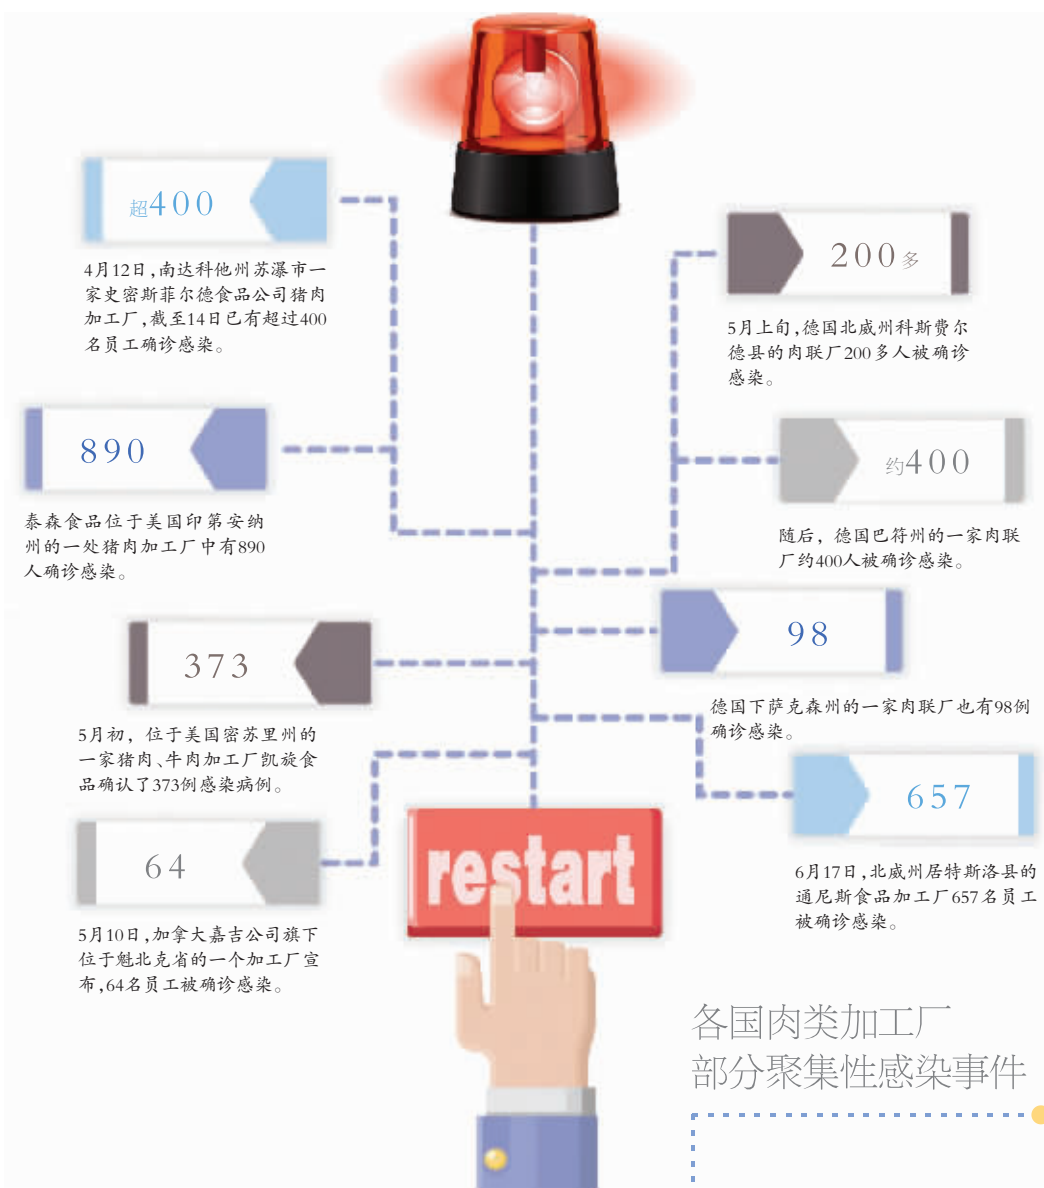 超400
4月12日,南达科他州苏瀑市一
家史密斯菲尔德食品公司猪肉
加工厂,截至14日已有超过400
名员工确诊感染。
890
泰森食品位于美国印第安纳
州的一处猪肉加工厂中有890
人确诊感染。
373
5月初，位于美国密苏里州的
一家猪肉、牛肉加工厂凯旋食
品确认了373例感染病例。
64
5月10日,加拿大嘉吉公司旗下
位于魁北克省的一个加工厂宣
布,64名员工被确诊感染。
200多
5月上旬,德国北威州科斯费尔
德县的肉联厂200多人被确诊
感染。
约400
随后，德国巴符州的一家肉联
厂约400人被确诊感染。
98
德国下萨克森州的一家肉联厂也有98例
确诊感染。
657
6月17日,北威州居特斯洛县的
通尼斯食品加工厂657名员工
被确诊感染。
restart
各国肉类加工厂
部分聚集性感染事件